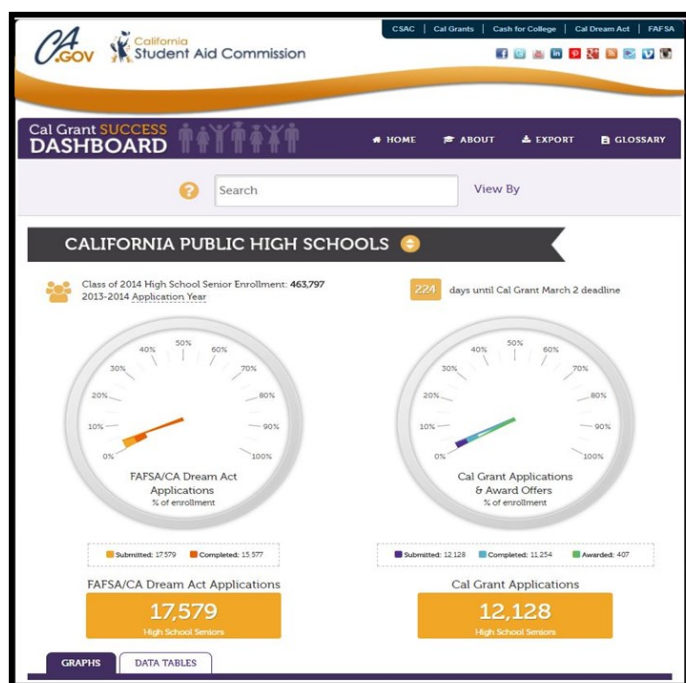 CSAC | Cal Grants | Cash for College | Cal Dream Act | FAFSA
CA
.GOV
California
Student Aid Commission
Cal Grant SUCCESS
DASHBOARD
HOME ABOUT EXPORT GLOSSARY
? Search View By
CALIFORNIA PUBLIC HIGH SCHOOLS
Class of 2014 High School Senior Enrollment: 463,797
2013-2014 Application Year
224 days until Cal Grant March 2 deadline
0% 10% 20% 30% 40% 50% 60% 70% 80% 90% 100%
FAFSA/CA Dream Act
Applications
% of enrollment
0% 10% 20% 30% 40% 50% 60% 70% 80% 90% 100%
Cal Grant Applications
& Award Offers
% of enrollment
Submitted: 17579 Completed: 15,577
Submitted: 12,128 Completed: 11,254 Awarded: 407
FAFSA/CA Dream Act Applications
17,579
High School Seniors
Cal Grant Applications
12,128
High School Seniors
GRAPHS DATA TABLES